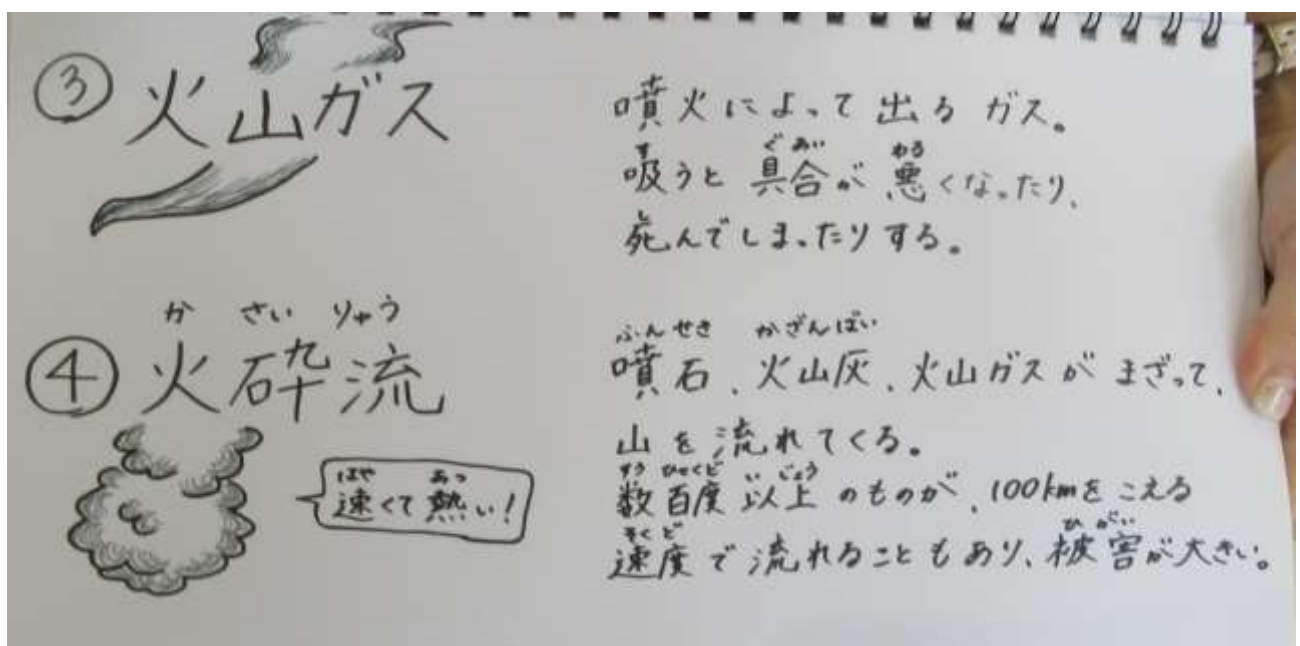 ③ 火山ガス
噴火によって出るガス。
す ぐあい わる
吸うと具合が悪くなったり、
し
死んでしまったりする。
か さい りゅう
④ 火砕流
ふんせき かざんばい
噴石、火山灰、火山ガスがまざって、
山を流れてくる。
すう ひゃくど いじょう
数百度以上のものが、100kmをこえる
そくど ひがい
速度で流れることもあり、被害が大きい。
はや あつ
速くて熱い!